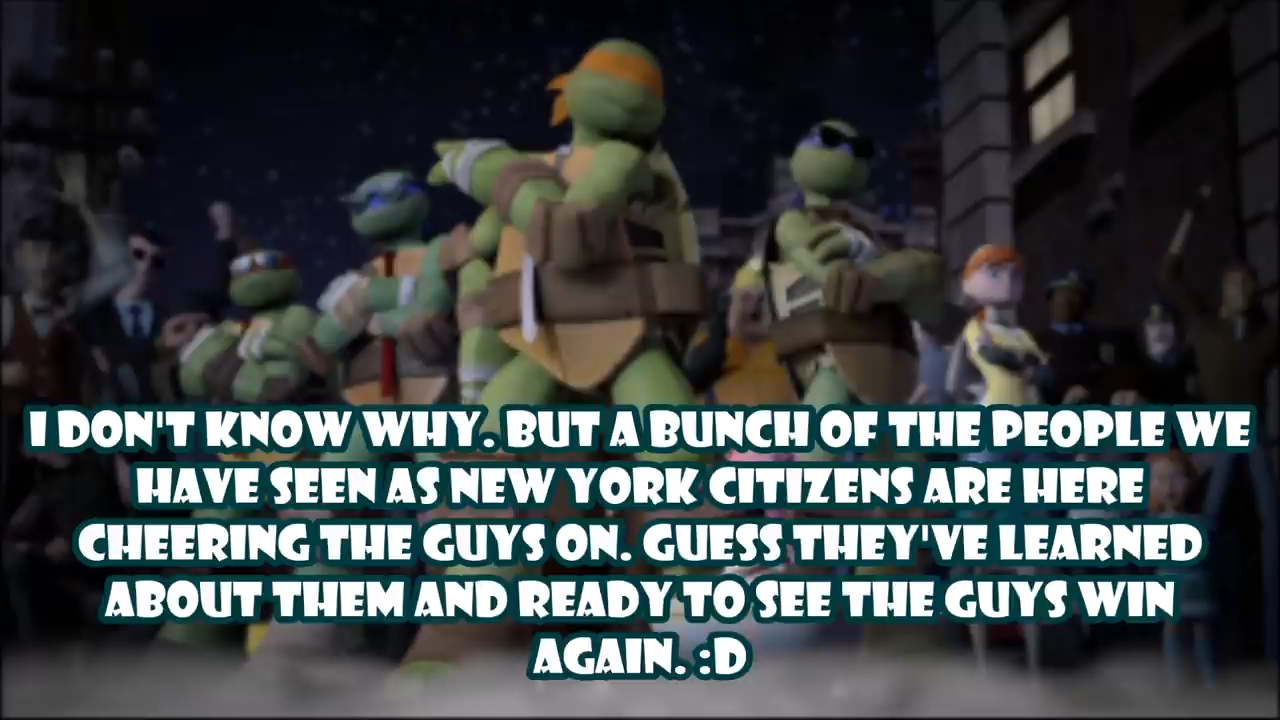 I DON'T KNOW WHY. BUT A BUNCH OF THE PEOPLE WE
HAVE SEEN AS NEW YORK CITIZENS ARE HERE
CHEERING THE GUYS ON. GUESS THEY'VE LEARNED
ABOUT THEM AND READY TO SEE THE GUYS WIN
AGAIN. :D